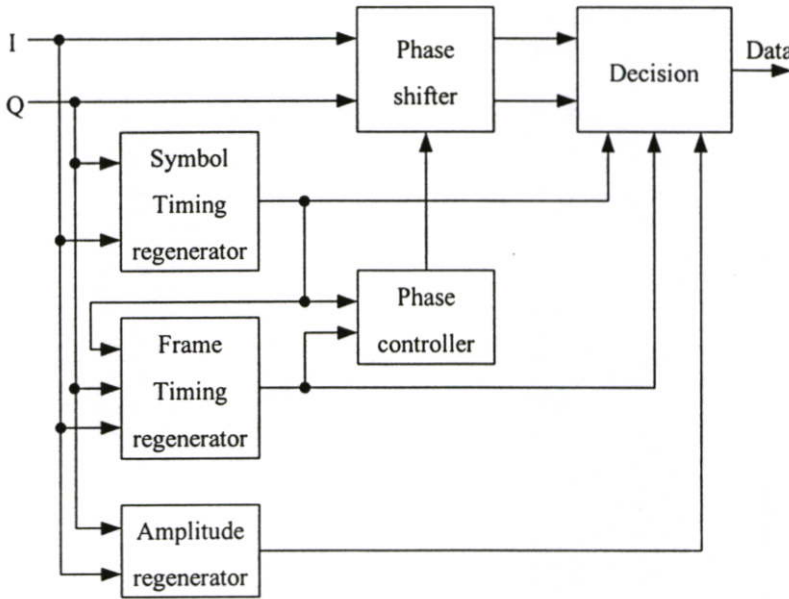 I
Q
Phase
shifter
Decision
Data
Symbol
Timing
regenerator
Phase
controller
Frame
Timing
regenerator
Amplitude
regenerator